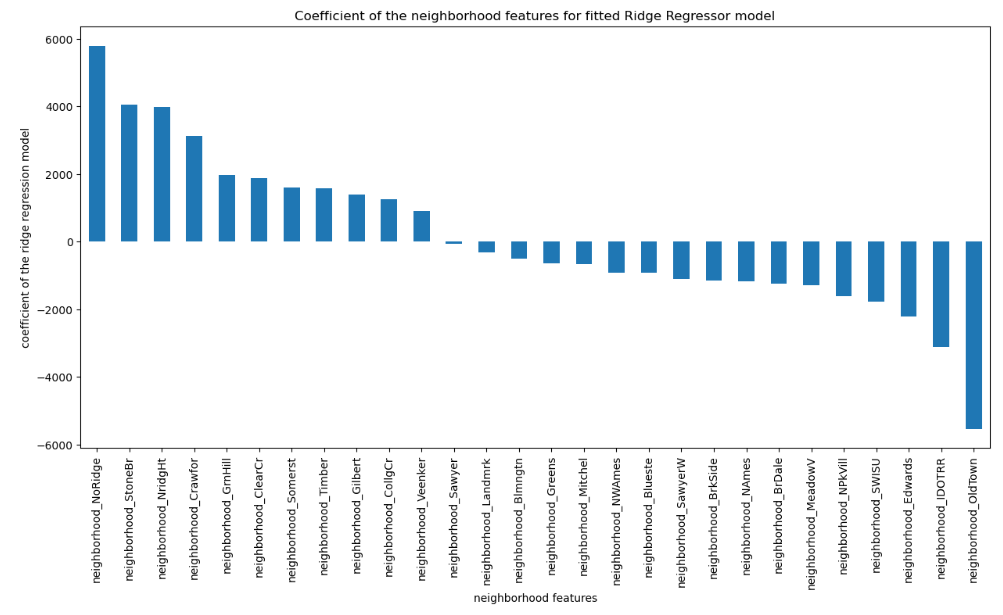 Coefficient of the neighborhood features for fitted Ridge Regressor model
coefficient of the ridge regression model
6000
4000
2000
0
−2000
−4000
−6000
neighborhood_NoRidge
neighborhood_StoneBr
neighborhood_NridgHt
neighborhood_Crawfor
neighborhood_GrnHill
neighborhood_ClearCr
neighborhood_Somerst
neighborhood_Timber
neighborhood_Gilbert
neighborhood_CollgCr
neighborhood_Veenker
neighborhood_Sawyer
neighborhood_Landmrk
neighborhood_Blmngtn
neighborhood_Greens
neighborhood_Mitchel
neighborhood_NWAmes
neighborhood_Blueste
neighborhood_SawyerW
neighborhood_BrkSide
neighborhood_NAmes
neighborhood_BrDale
neighborhood_MeadowV
neighborhood_NPkVill
neighborhood_SWISU
neighborhood_Edwards
neighborhood_IDOTRR
neighborhood_OldTown
neighborhood features